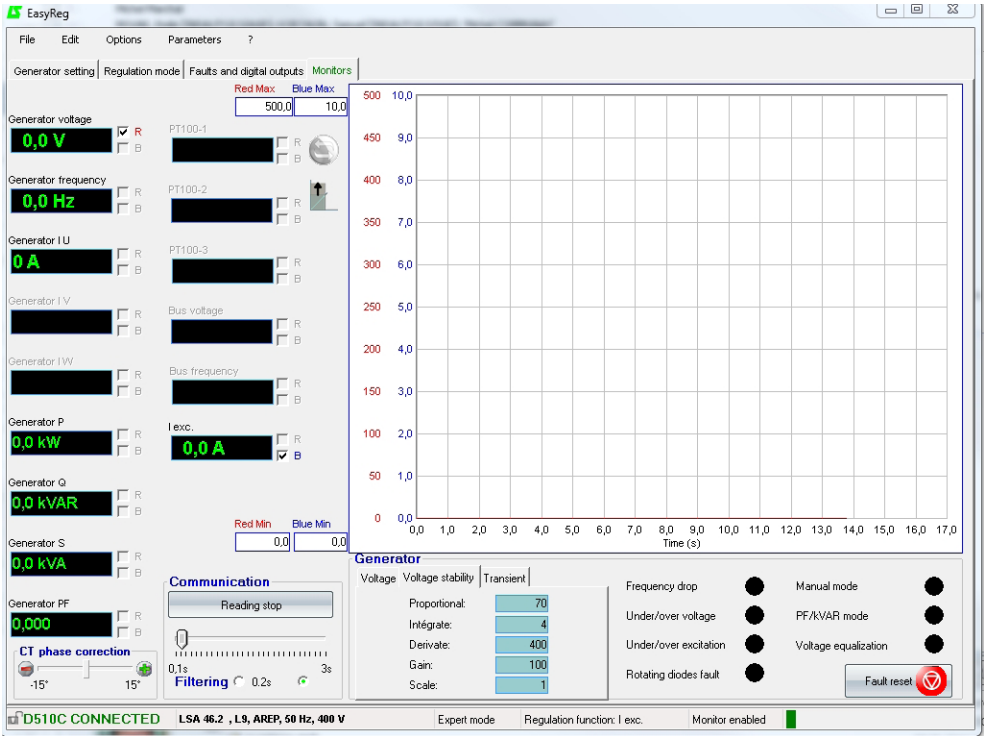 EasyReg
File Edit Options Parameters ?
Generator setting Regulation mode Faults and digital outputs Monitors
Red Max Blue Max
500,0 10,0
Generator voltage
0,0 V R B
Generator frequency
0,0 Hz R B
Generator I U
0 A R B
Generator I V
R B
Generator I W
R B
Generator P
0,0 kW R B
Generator Q
0,0 kVAR R B
Generator S
0,0 kVA R B
Generator PF
0,000 R B
CT phase correction
-15° 15°
PT100-1
R B
PT100-2
R B
PT100-3
R B
Bus voltage
R B
Bus frequency
R B
I exc.
0,0 A R B
Red Min Blue Min
0,0 0,0
Communication
Reading stop
0,1s 3s
Filtering 0.2s
500 10,0
450 9,0
400 8,0
350 7,0
300 6,0
250 5,0
200 4,0
150 3,0
100 2,0
50 1,0
0 0,0
0,0 1,0 2,0 3,0 4,0 5,0 6,0 7,0 8,0 9,0 10,0 11,0 12,0 13,0 14,0 15,0 16,0 17,0
Time (s)
Generator
Voltage Voltage stability Transient
Proportional: 70
Intégrate: 4
Derivate: 400
Gain: 100
Scale: 1
Frequency drop Manual mode
Under/over voltage PF/kVAR mode
Under/over excitation Voltage equalization
Rotating diodes fault
Fault reset
D510C CONNECTED LSA 46.2 , L9, AREP, 50 Hz, 400 V Expert mode Regulation function: I exc. Monitor enabled